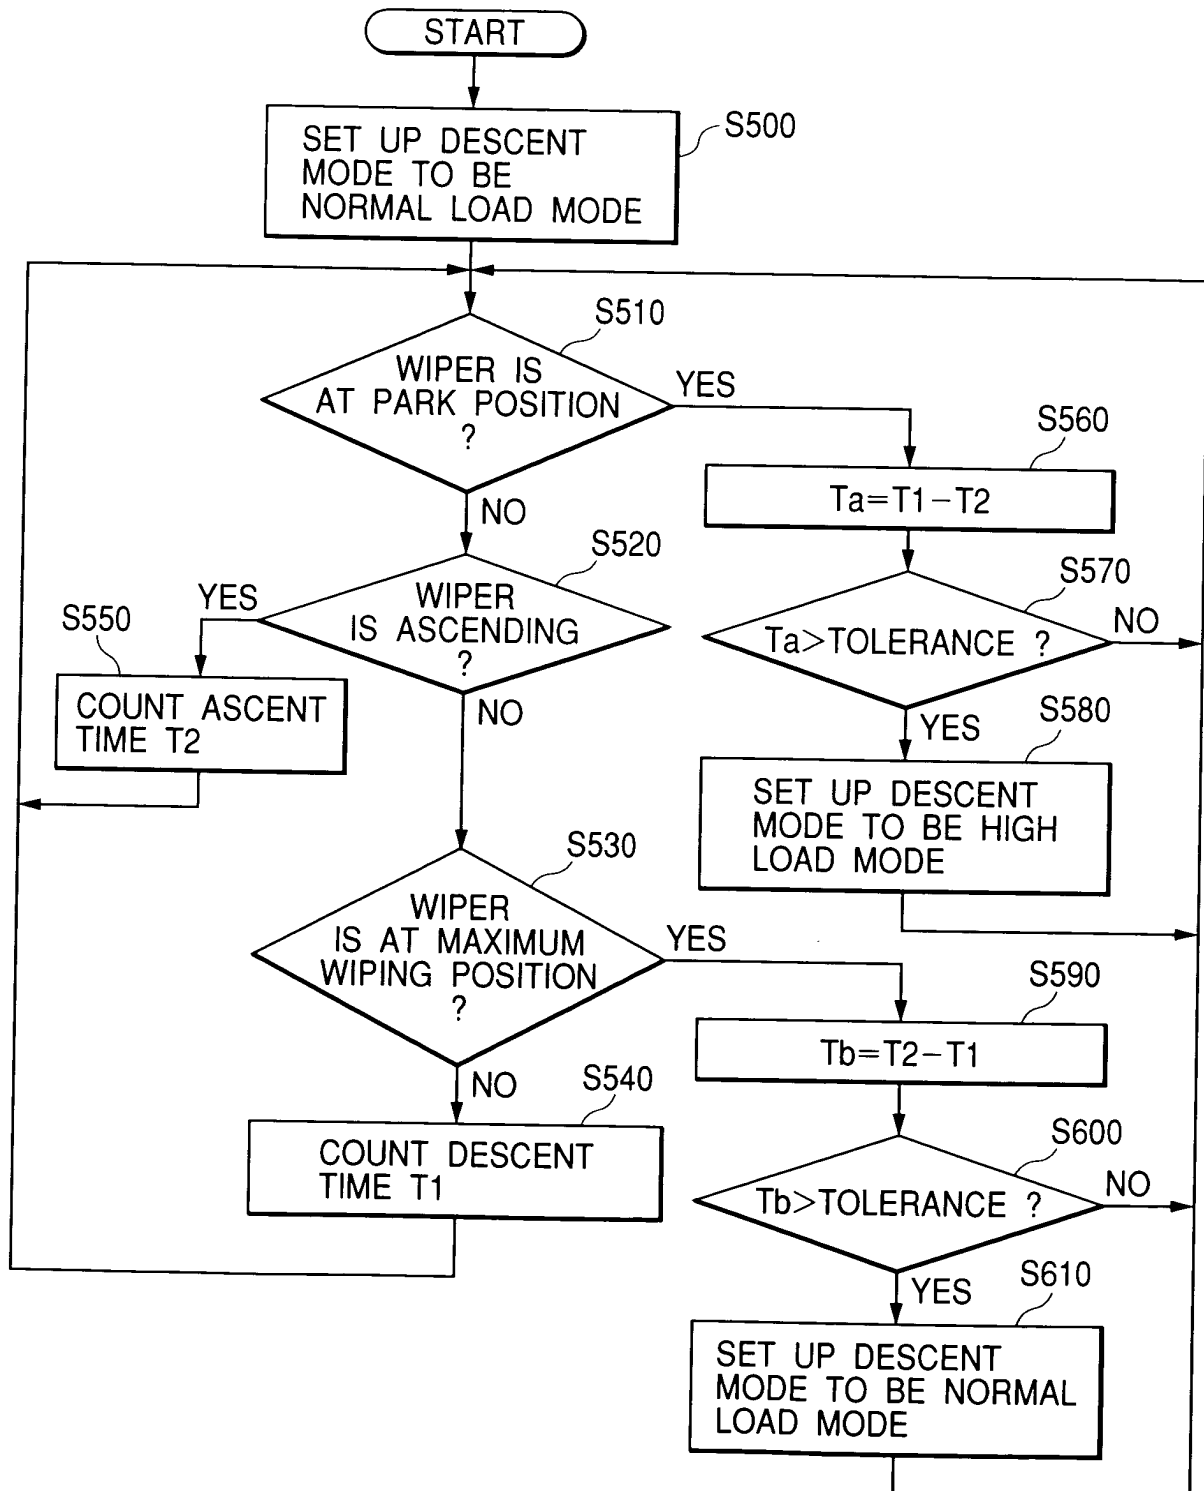 START
SET UP DESCENT
MODE TO BE
NORMAL LOAD MODE
S500
S510
WIPER IS
AT PARK POSITION
?
YES
NO
S560
Ta=T1−T2
S520
WIPER
IS ASCENDING
?
YES
NO
S550
COUNT ASCENT
TIME T2
S570
Ta>TOLERANCE ?
NO
YES
S580
SET UP DESCENT
MODE TO BE HIGH
LOAD MODE
S530
WIPER
IS AT MAXIMUM
WIPING POSITION
?
YES
NO
S590
Tb=T2−T1
S540
COUNT DESCENT
TIME T1
S600
Tb>TOLERANCE ?
NO
YES
S610
SET UP DESCENT
MODE TO BE NORMAL
LOAD MODE